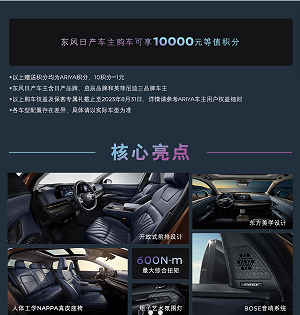 东风日产车主购车可享10000元等值积分
*以上赠送积分均为ARIYA积分，10积分=1元
*东风日产车主含日产品牌、启辰品牌和英菲尼迪三品牌车主
*以上购车权益及保客专属礼截止至2023年8月31日，详情请参考ARIYA车主用户权益细则
*各车型配置存在差异，具体请以实际车型为准
核心亮点
开放式前排设计
东方美学设计
600N·m
最大综合扭矩
人体工学NAPPA真皮座椅
氛围灯
BOSE音响系统